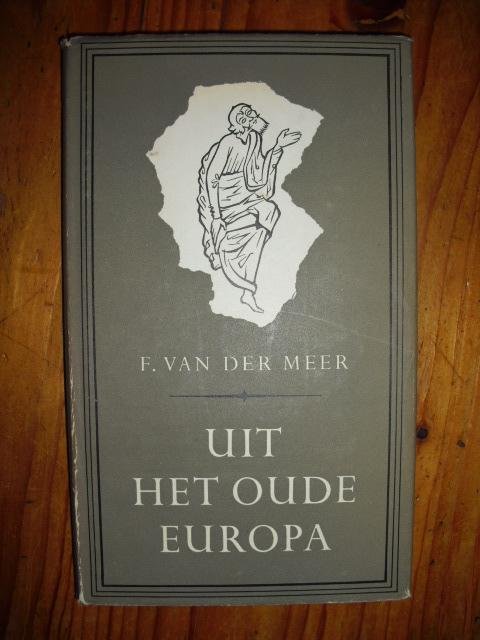 F. VAN DER MEER
UIT
HET OUDE
EUROPA